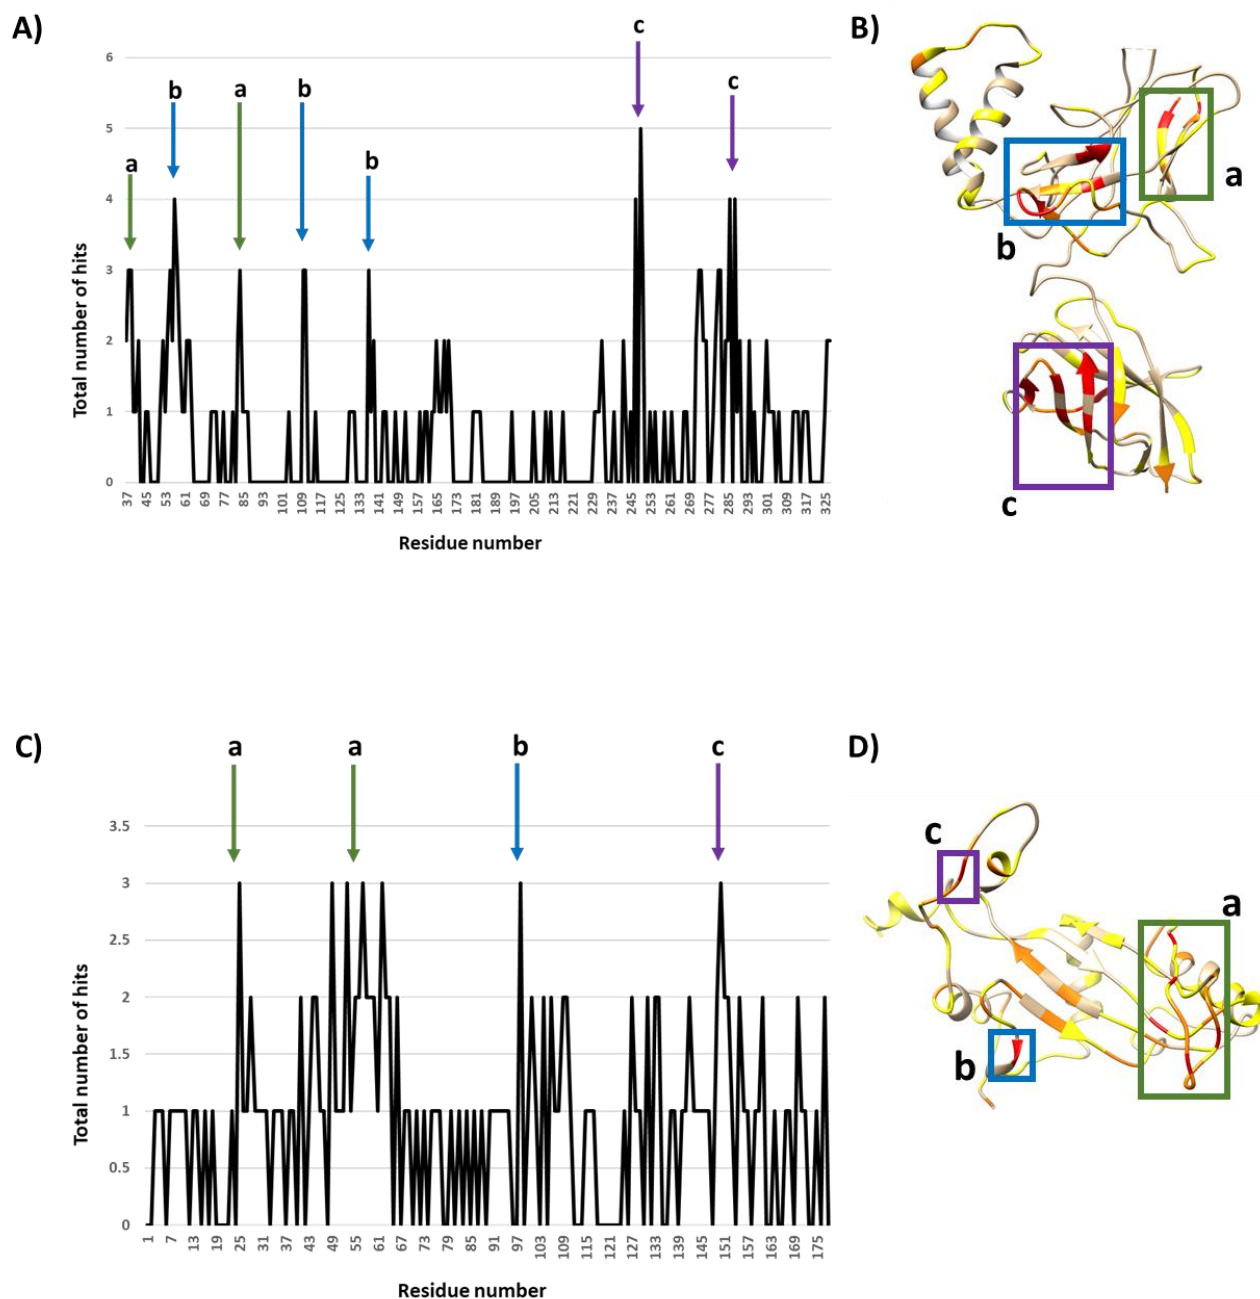 A)
B)
c
b
a
b
c
a
b
6
5
4
3
2
1
0
Total number of hits
37 45 53 61 69 77 85 93 101 109 117 125 133 141 149 157 165 173 181 189 197 205 213 221 229 237 245 253 261 269 277 285 293 301 309 317 325
Residue number
a
b
c
C)
D)
a
a
b
c
3.5
3
2.5
2
1.5
1
0.5
0
Total number of hits
1 7 13 19 25 31 37 43 49 55 61 67 73 79 85 91 97 103 109 115 121 127 133 139 145 151 157 163 169 175
Residue number
c
a
b